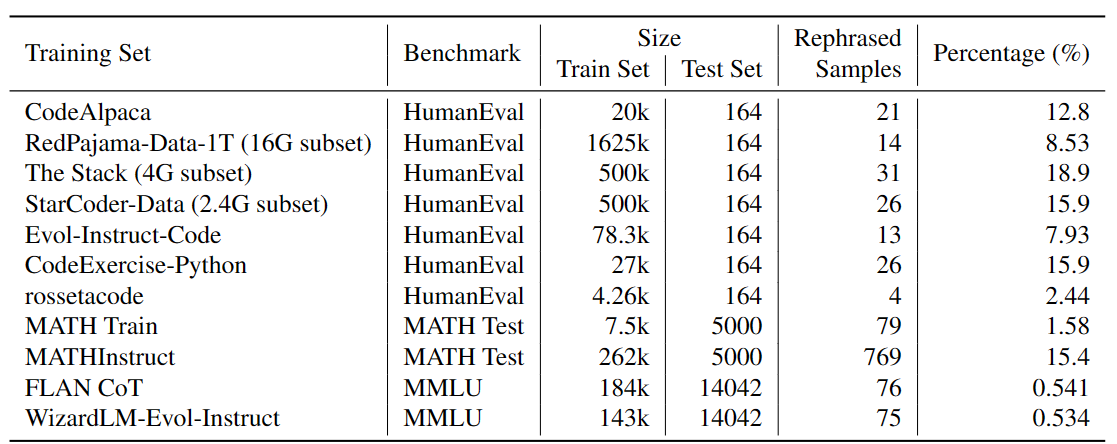 Training Set Benchmark Size Rephrased Samples Percentage (%)
Train Set Test Set
CodeAlpaca HumanEval 20k 164 21 12.8
RedPajama-Data-1T (16G subset) HumanEval 1625k 164 14 8.53
The Stack (4G subset) HumanEval 500k 164 31 18.9
StarCoder-Data (2.4G subset) HumanEval 500k 164 26 15.9
Evol-Instruct-Code HumanEval 78.3k 164 13 7.93
CodeExercise-Python HumanEval 27k 164 26 15.9
rossetacode HumanEval 4.26k 164 4 2.44
MATH Train MATH Test 7.5k 5000 79 1.58
MATHInstruct MATH Test 262k 5000 769 15.4
FLAN CoT MMLU 184k 14042 76 0.541
WizardLM-Evol-Instruct MMLU 143k 14042 75 0.534